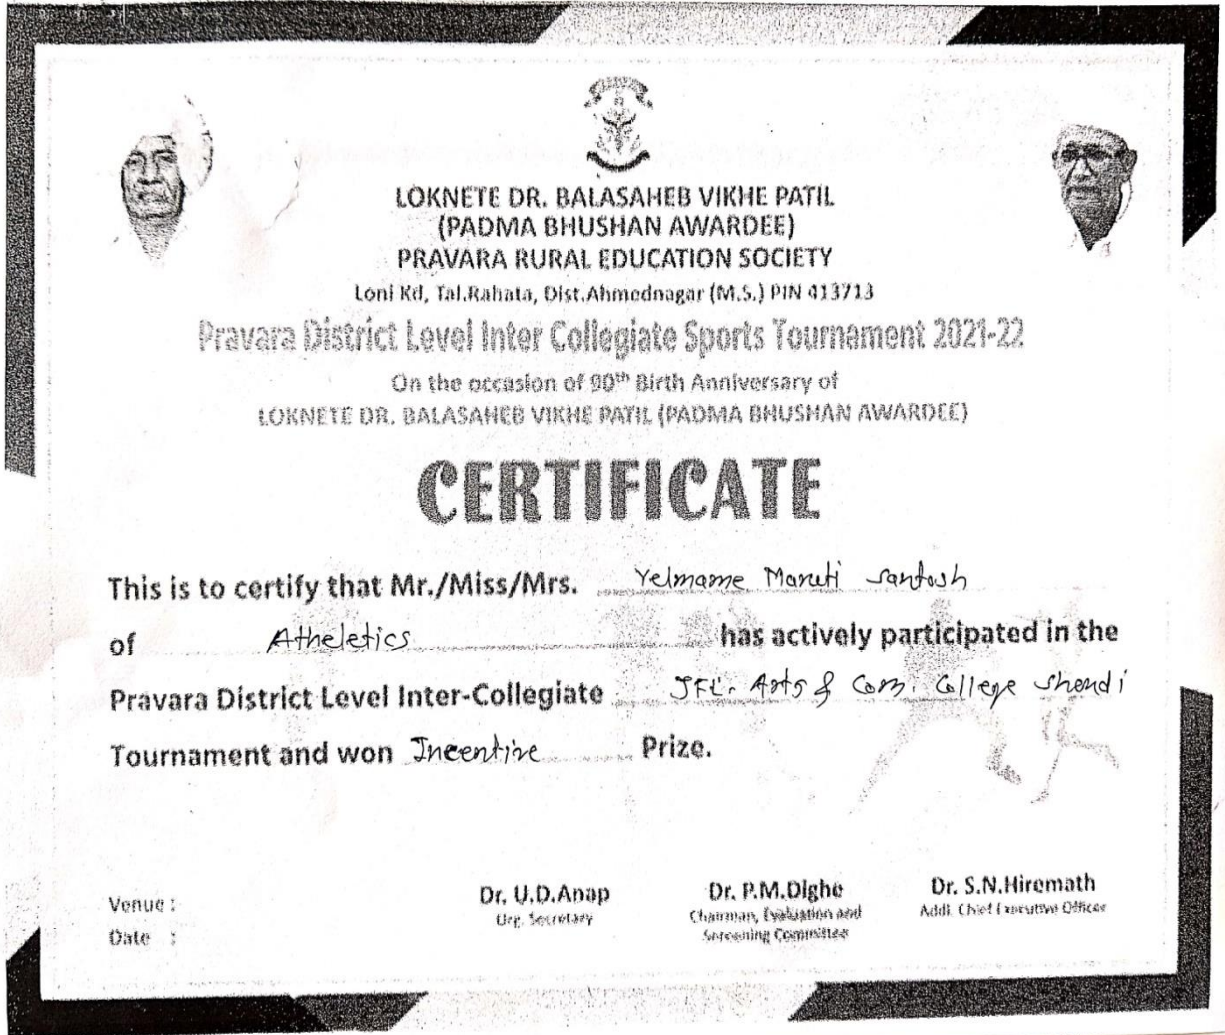 LOKNETE DR. BALASAHEB VIKHE PATIL
(PADMA BHUSHAN AWARDEE)
PRAVARA RURAL EDUCATION SOCIETY
Loni Kd, Tal.Rahata, Dist.Ahmednagar (M.S.) PIN 413713
Pravara District Level Inter Collegiate Sports Tournament 2021-22
On the occasion of 90th Birth Anniversary of
LOKNETE DR. BALASAHEB VIKHE PATIL (PADMA BHUSHAN AWARDEE)
CERTIFICATE
This is to certify that Mr./Miss/Mrs. Yelmame Maruti Santosh
of Atheletics has actively participated in the
Pravara District Level Inter-Collegiate Arts & Com. College Shendi
Tournament and won Incentive Prize.
Dr. U.D.Anap Dr. P.M.Dighe Dr. S.N.Hiremath
Org. Secretary Chairman, Evaluation and Addl. Chief Executive Officer
Screening Committee
Venue :
Date :